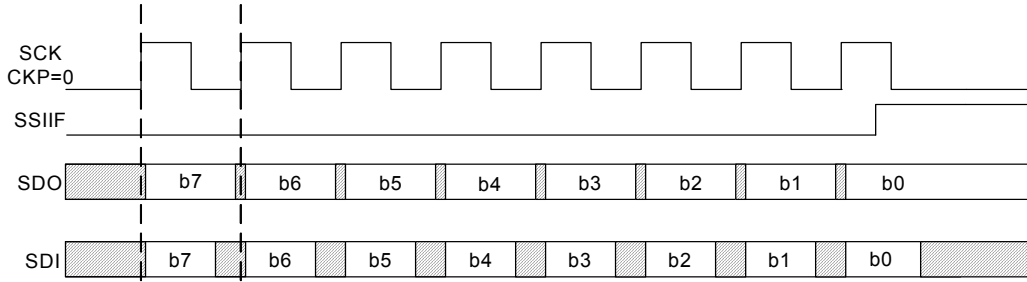 SCK
CKP=0
SSIIF
SDO b7 b6 b5 b4 b3 b2 b1 b0
SDI b7 b6 b5 b4 b3 b2 b1 b0